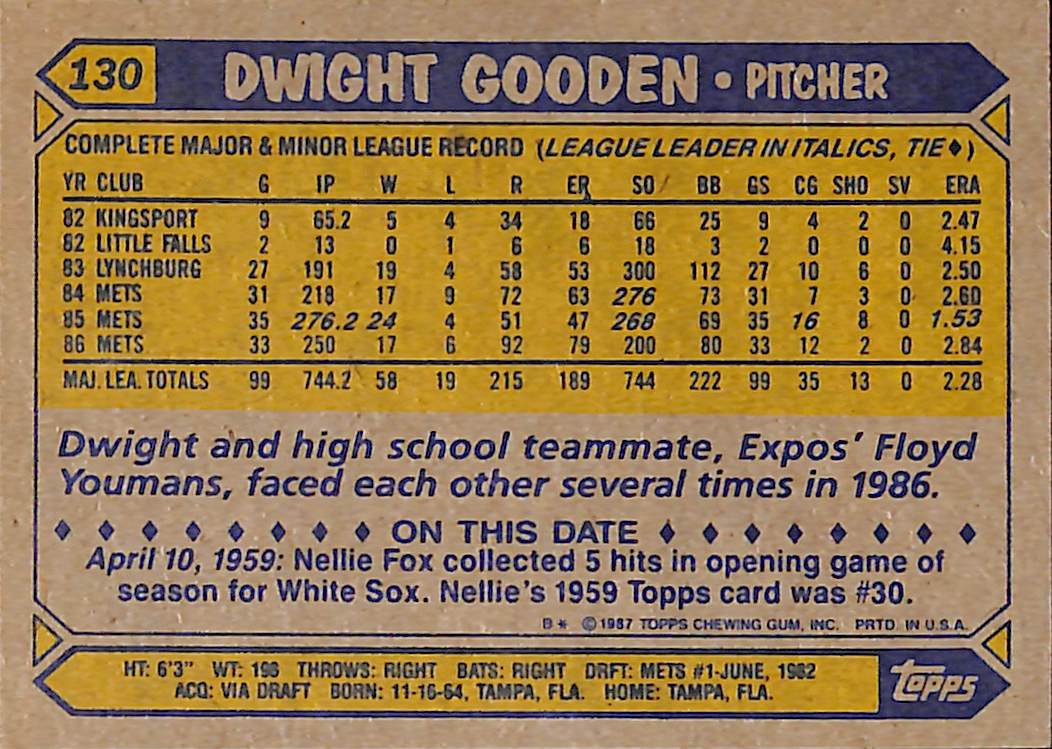 130 DWIGHT GOODEN • PITCHER
COMPLETE MAJOR & MINOR LEAGUE RECORD (LEAGUE LEADER IN ITALICS, TIE♦)
YR CLUB G IP W L R ER SO BB GS CG SHO SV ERA
82 KINGSPORT 9 65.2 5 4 34 18 66 25 9 4 2 0 2.47
82 LITTLE FALLS 2 13 0 1 6 6 18 3 2 0 0 0 4.15
83 LYNCHBURG 27 191 19 4 58 53 300 112 27 10 6 0 2.50
84 METS 31 218 17 9 72 63 276 73 31 7 3 0 2.60
85 METS 35 276.2 24 4 51 47 268 69 35 16 8 0 1.53
86 METS 33 250 17 6 92 79 200 80 33 12 2 0 2.84
MAJ. LEA. TOTALS 99 744.2 58 19 215 189 744 222 99 35 13 0 2.28
Dwight and high school teammate, Expos' Floyd
Youmans, faced each other several times in 1986.
♦ ♦ ♦ ♦ ♦ ♦ ♦ ♦ ON THIS DATE ♦ ♦ ♦ ♦ ♦ ♦ ♦ ♦
April 10, 1959: Nellie Fox collected 5 hits in opening game of
season for White Sox. Nellie's 1959 Topps card was #30.
B* ©1987 TOPPS CHEWING GUM, INC. PRTD. IN U.S.A.
HT: 6'3" WT: 198 THROWS: RIGHT BATS: RIGHT DRFT: METS #1-JUNE, 1982
ACQ: VIA DRAFT BORN: 11-16-64, TAMPA, FLA. HOME: TAMPA, FLA.
Topps